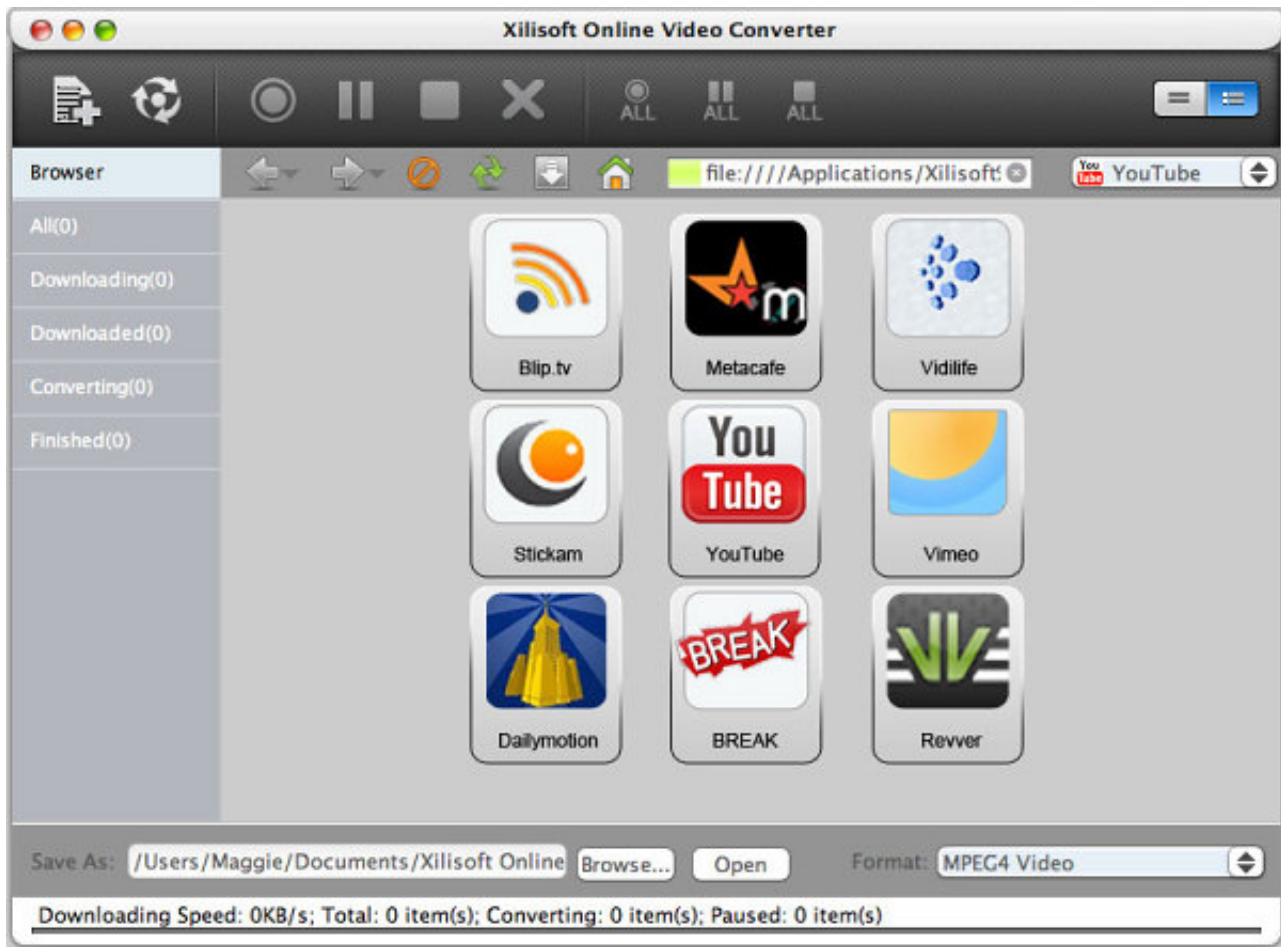 Xilisoft Online Video Converter
ALL ALL ALL
Browser
file:////Applications/Xilisoft
You Tube YouTube
All(0)
Downloading(0)
Downloaded(0)
Converting(0)
Finished(0)
m
Blip.tv Metacafe Vidilife
You
Tube
Stickam YouTube Vimeo
BREAK
Dailymotion BREAK Revver
Save As: /Users/Maggie/Documents/Xilisoft Online Browse... Open Format: MPEG4 Video
Downloading Speed: 0KB/s; Total: 0 item(s); Converting: 0 item(s); Paused: 0 item(s)